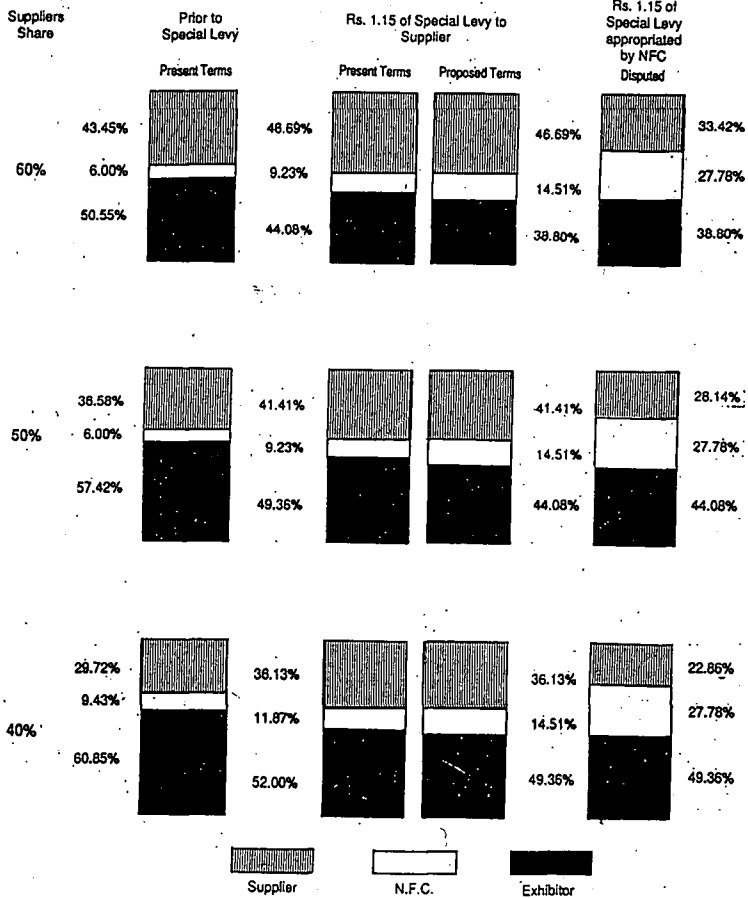 Suppliers
Share
Prior to
Special Levy
Present Terms
Rs. 1.15 of Special Levy to
Supplier
Present Terms
Proposed Terms
Rs. 1.15 of
Special Levy
appropriated
by NFC
Disputed
60%
43.45%
6.00%
50.55%
46.69%
9.23%
44.08%
46.69%
14.51%
38.80%
33.42%
27.78%
38.80%
50%
36.58%
6.00%
57.42%
41.41%
9.23%
49.36%
41.41%
14.51%
44.08%
28.14%
27.78%
44.08%
40%
29.72%
9.43%
60.85%
36.13%
11.87%
52.00%
36.13%
14.51%
49.36%
22.86%
27.78%
49.36%
Supplier
N.F.C.
Exhibitor